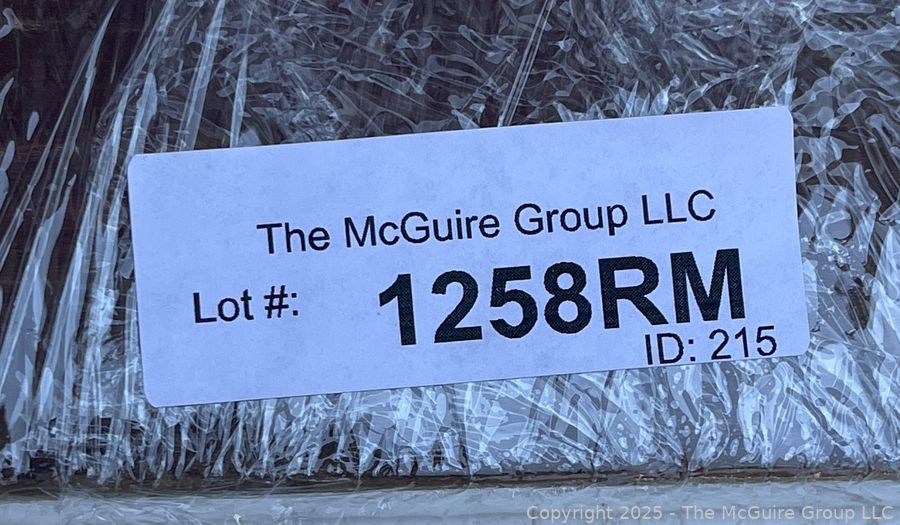 The McGuire Group LLC
Lot #: 1258RM
ID: 215
Copyright 2025 - The McGuire Group LLC